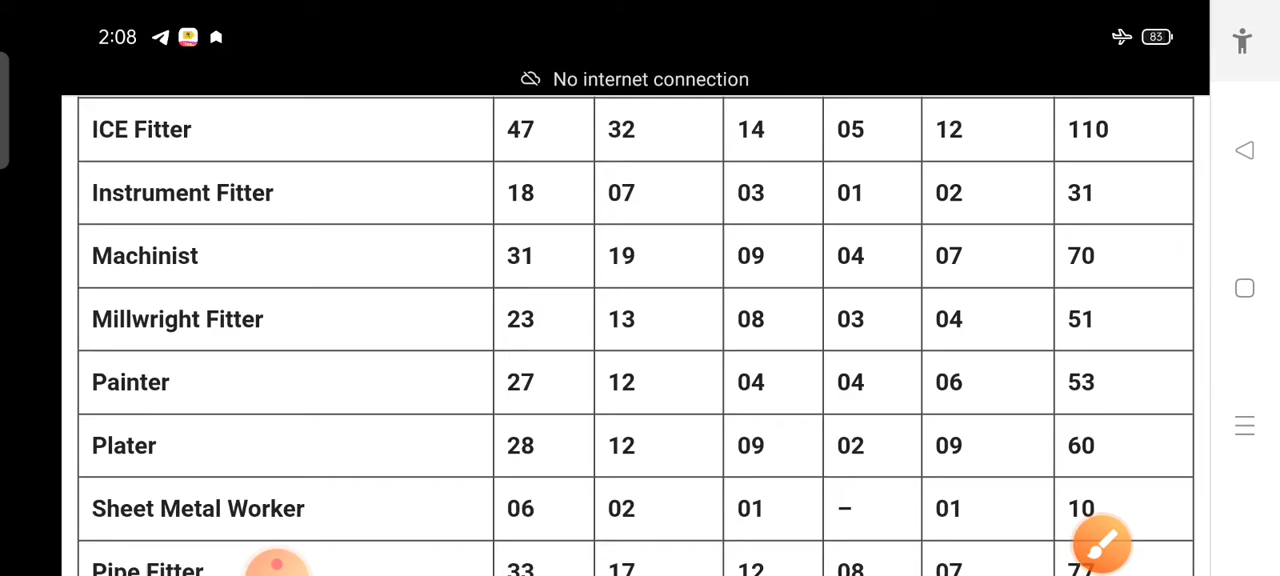 2:08 83
No internet connection
ICE Fitter 47 32 14 05 12 110
Instrument Fitter 18 07 03 01 02 31
Machinist 31 19 09 04 07 70
Millwright Fitter 23 13 08 03 04 51
Painter 27 12 04 04 06 53
Plater 28 12 09 02 09 60
Sheet Metal Worker 06 02 01 – 01 10
Pipe Fitter 33 17 12 08 07 77